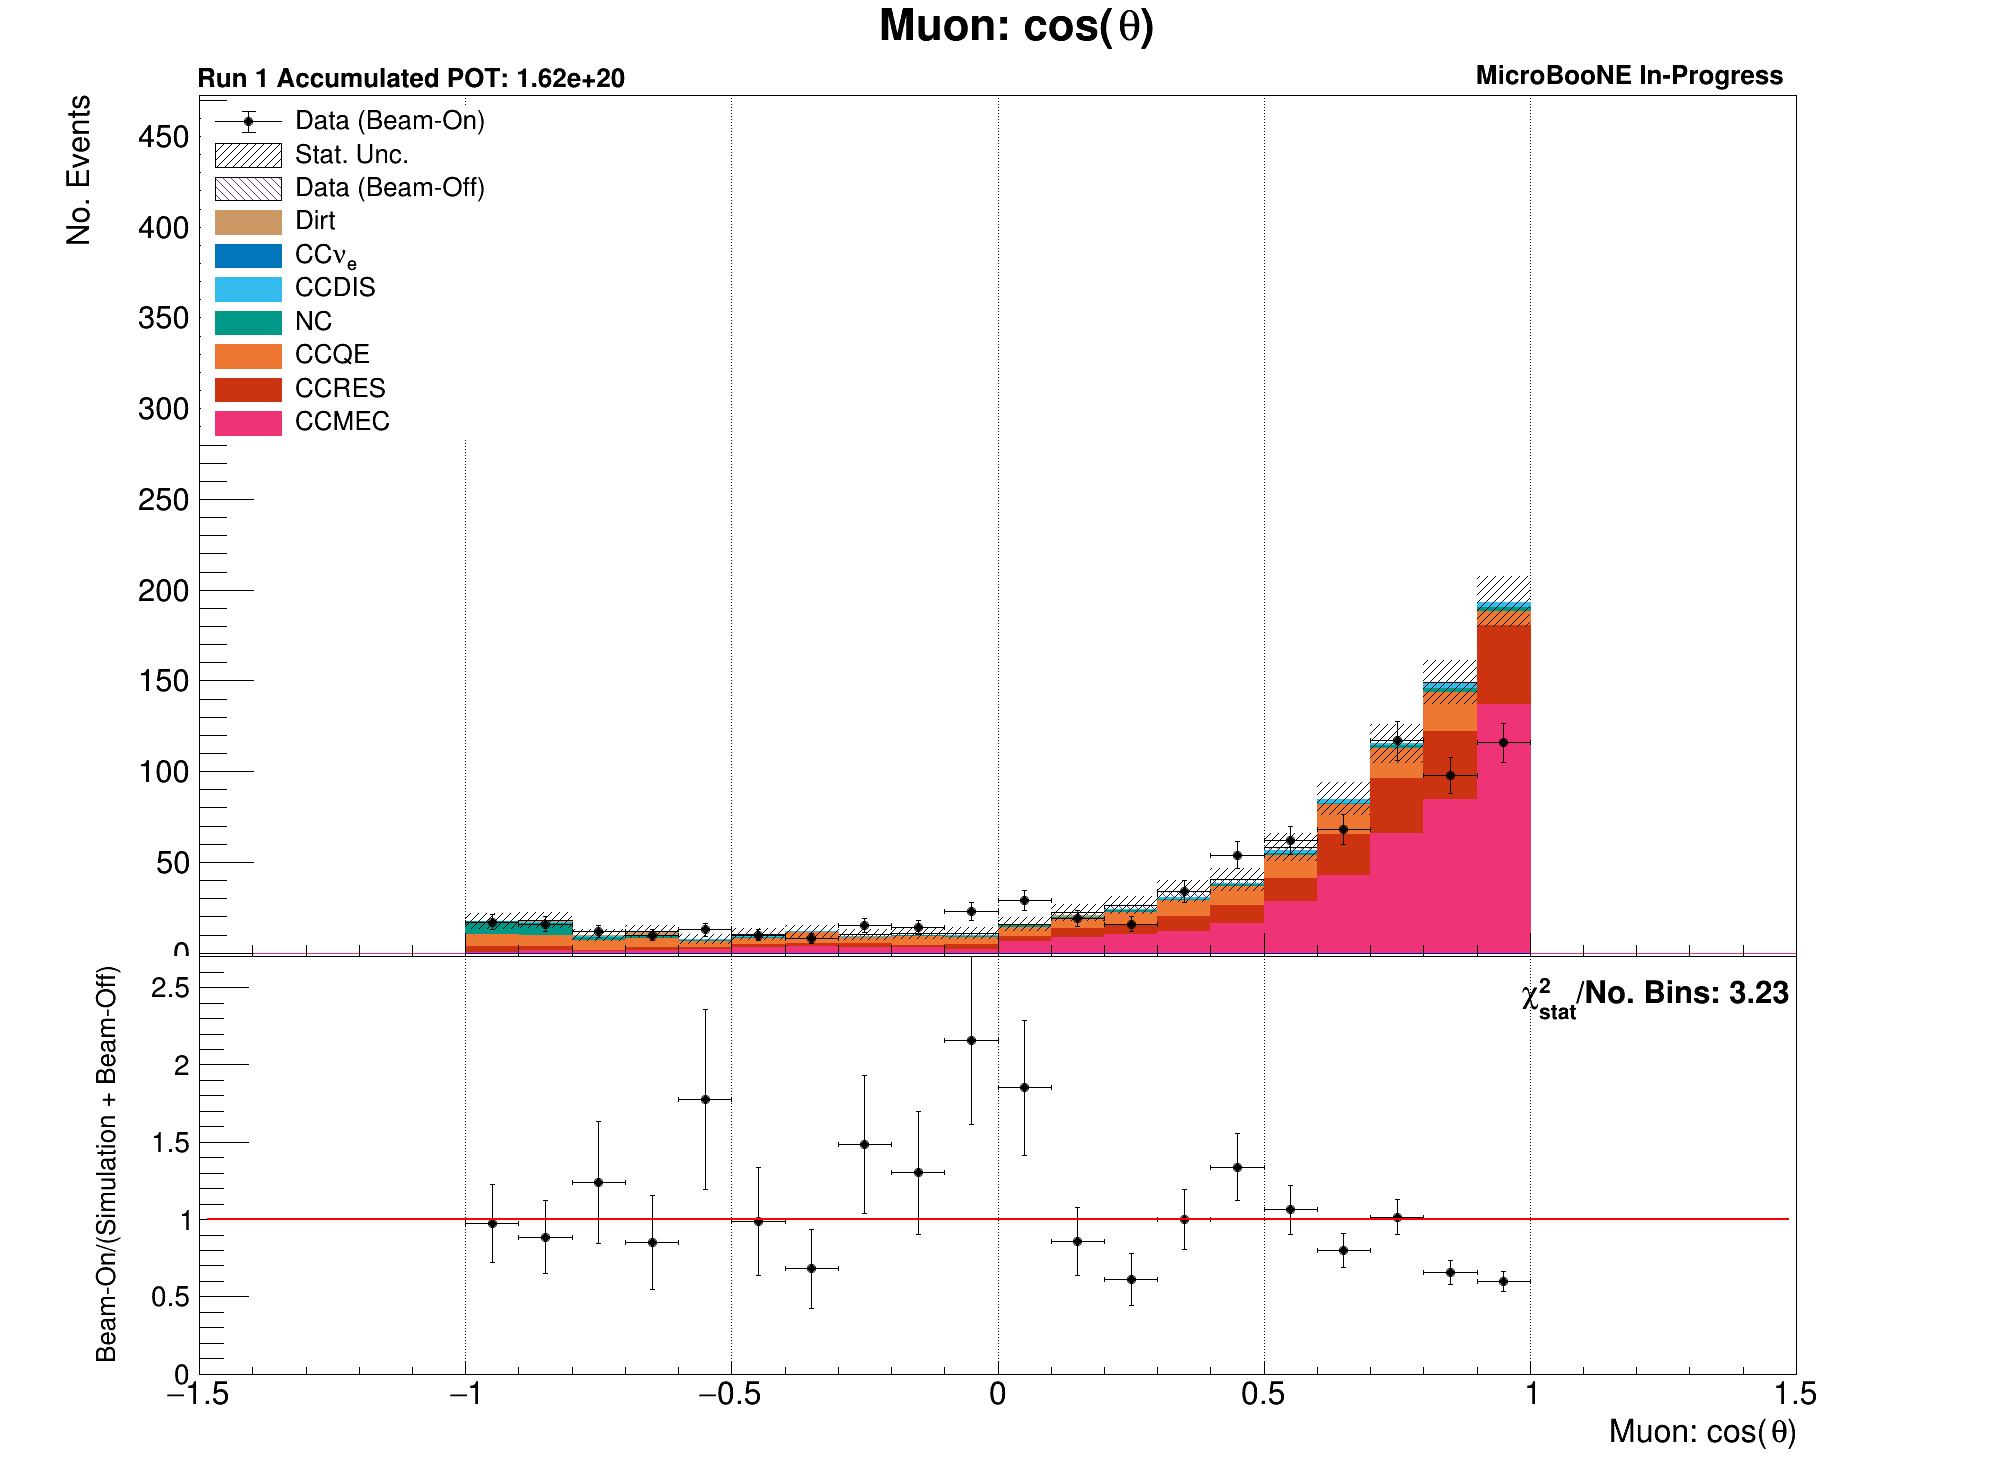 Muon: cos(θ)
Run 1 Accumulated POT: 1.62e+20
MicroBooNE In-Progress
No. Events
450
400
350
300
250
200
150
100
50
0
Data (Beam-On)
Stat. Unc.
Data (Beam-Off)
Dirt
CCνe
CCDIS
NC
CCQE
CCRES
CCMEC
Beam-On/(Simulation + Beam-Off)
2.5
2
1.5
1
0.5
0
χ²stat/No. Bins: 3.23
−1.5 −1 −0.5 0 0.5 1 1.5
Muon: cos(θ)